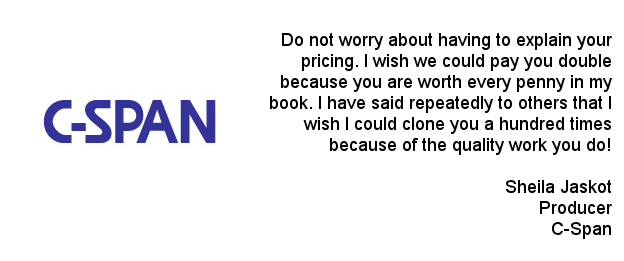 C-SPAN
Do not worry about having to explain your
pricing. I wish we could pay you double
because you are worth every penny in my
book. I have said repeatedly to others that I
wish I could clone you a hundred times
because of the quality work you do!
Sheila Jaskot
Producer
C-Span